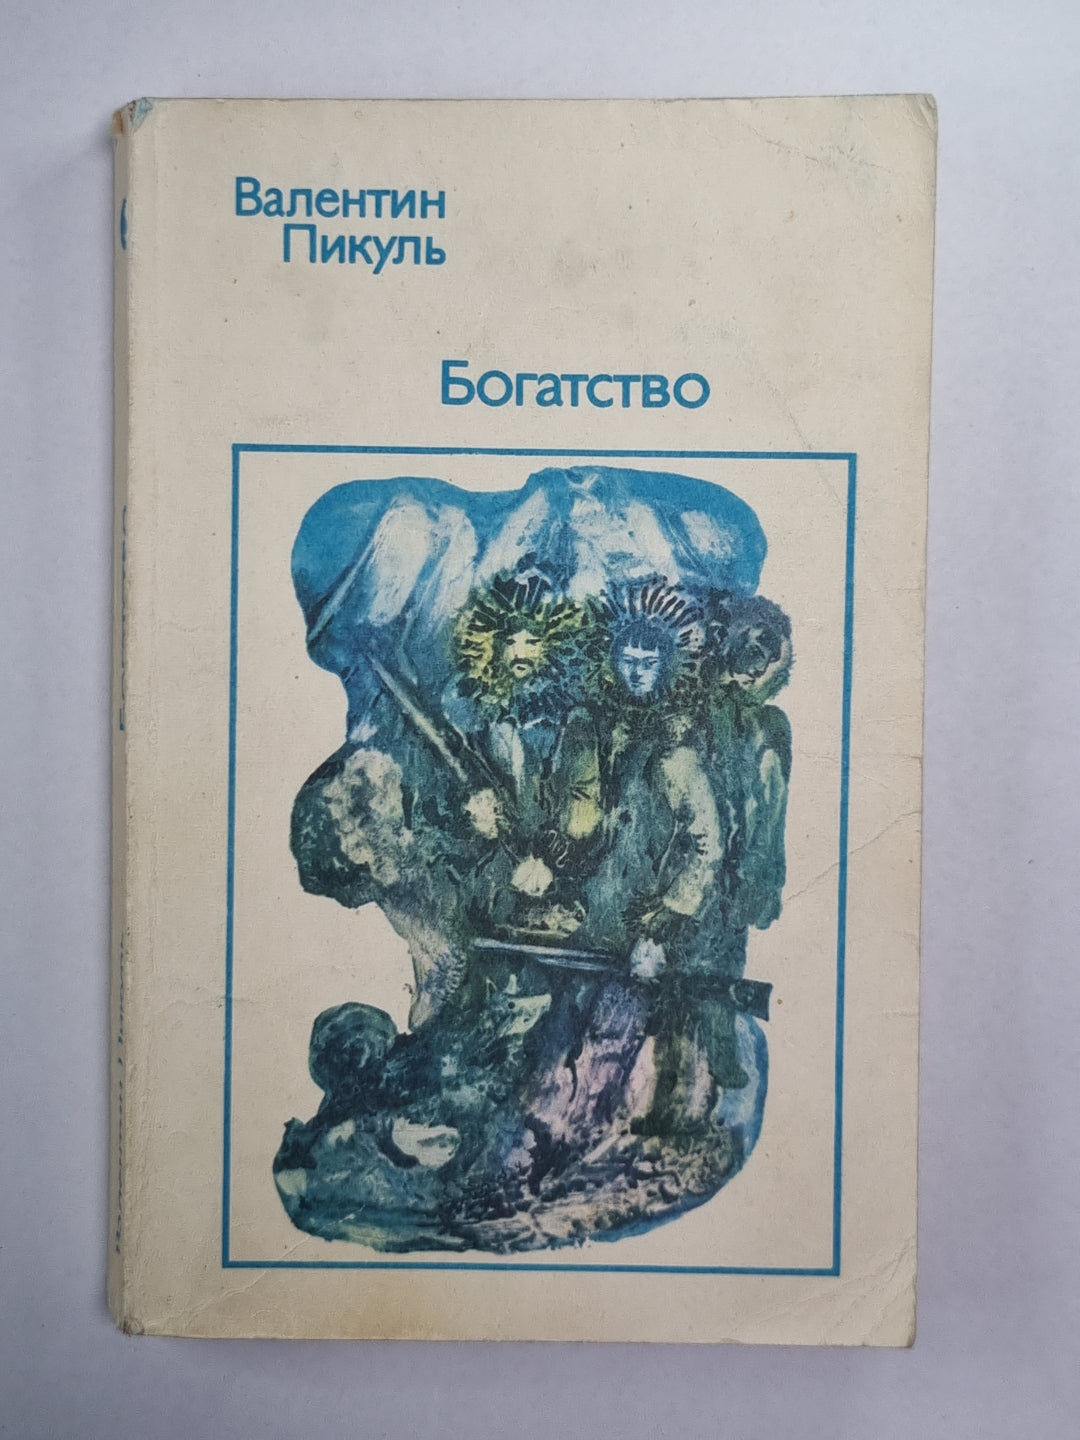 Валентин
Пикуль
Богатство